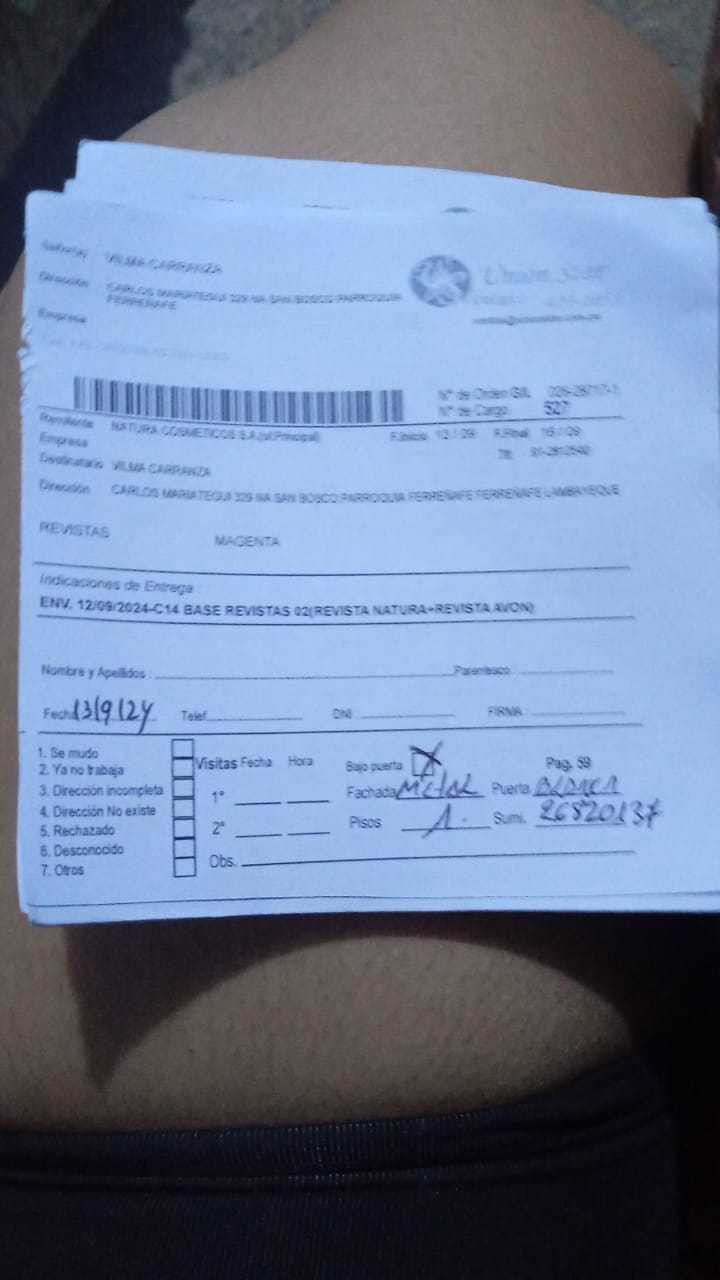 Señor(a) VILMA CARRANZA
Dirección CARLOS MARIATEGUI 329 NA SAN BOSCO PARROQUIA
FERREÑAFE
Empresa
Union Star
N° de Orden G/L 026-28717-1
N° de Cargo 527
Remitente NATURA COSMETICOS S.A.(of.Principal) F.Inicio 12 / 09 F.Final 16 / 09
Empresa
Destinatario VILMA CARRANZA
Dirección CARLOS MARIATEGUI 329 NA SAN BOSCO PARROQUIA FERREÑAFE FERREÑAFE LAMBAYEQUE
REVISTAS MAGENTA
Indicaciones de Entrega :
ENV. 12/09/2024-C14 BASE REVISTAS 02(REVISTA NATURA+REVISTA AVON)
Nombre y Apellidos : Parentesco
Fecha 13/9/24 Telef. DNI FIRMA
1. Se mudo
2. Ya no trabaja
3. Dirección incompleta
4. Dirección No existe
5. Rechazado
6. Desconocido
7. Otros
Visitas Fecha Hora Bajo puerta X Pag. 59
1° Fachada Puerta BLANCA
2° Pisos 1. Sumi. 26820137
Obs.